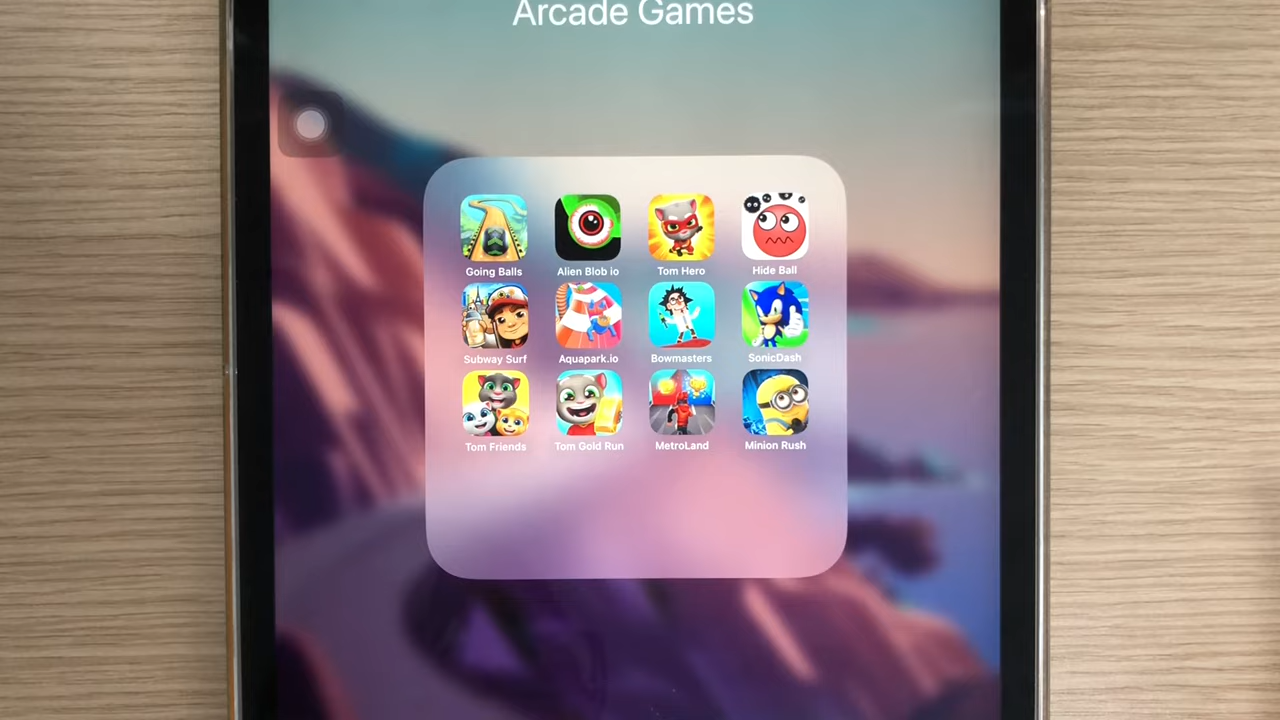 Arcade Games
Going Balls
Alien Blob io
Tom Hero
Hide Ball
Subway Surf
Aquapark.io
Bowmasters
SonicDash
Tom Friends
Tom Gold Run
MetroLand
Minion Rush